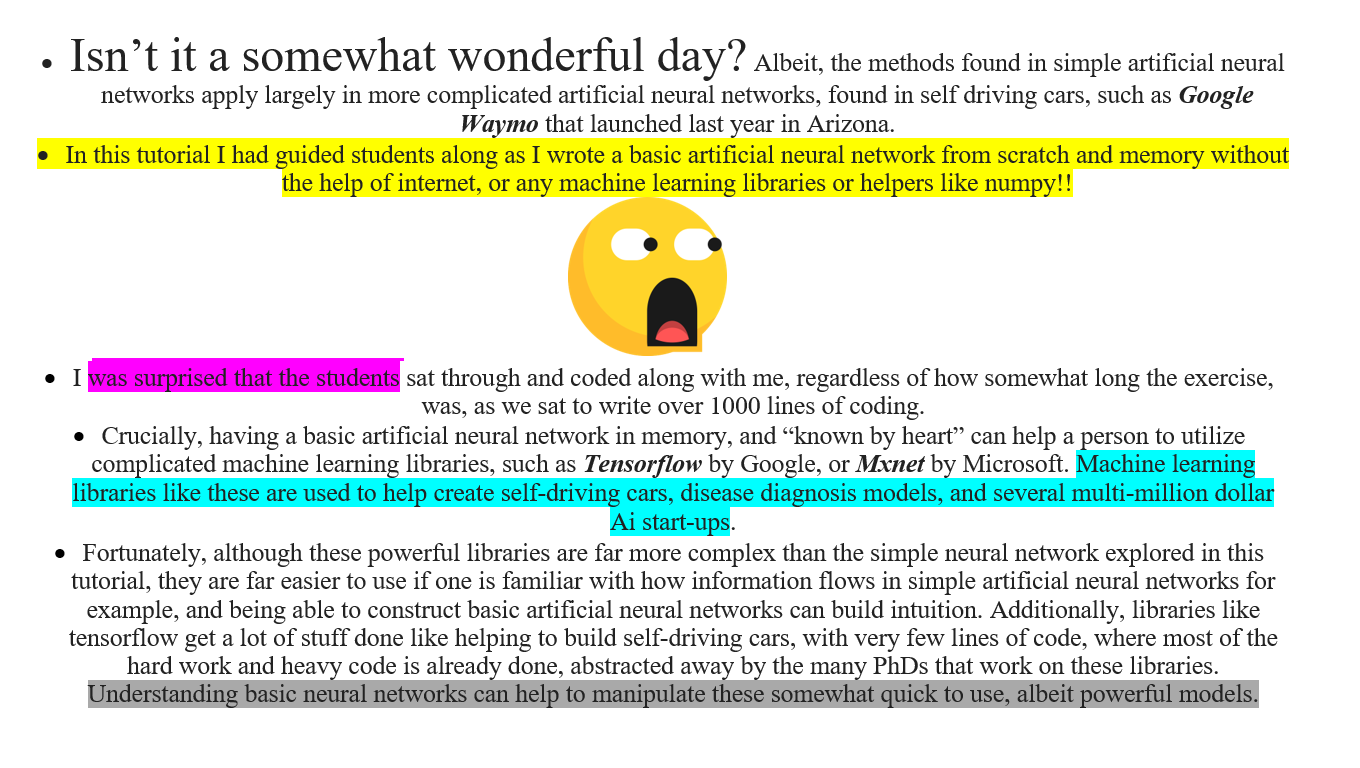 • Isn’t it a somewhat wonderful day? Albeit, the methods found in simple artificial neural
networks apply largely in more complicated artificial neural networks, found in self driving cars, such as Google
Waymo that launched last year in Arizona.
• In this tutorial I had guided students along as I wrote a basic artificial neural network from scratch and memory without
the help of internet, or any machine learning libraries or helpers like numpy!!
• I was surprised that the students sat through and coded along with me, regardless of how somewhat long the exercise,
was, as we sat to write over 1000 lines of coding.
• Crucially, having a basic artificial neural network in memory, and “known by heart” can help a person to utilize
complicated machine learning libraries, such as Tensorflow by Google, or Mxnet by Microsoft. Machine learning
libraries like these are used to help create self-driving cars, disease diagnosis models, and several multi-million dollar
Ai start-ups.
• Fortunately, although these powerful libraries are far more complex than the simple neural network explored in this
tutorial, they are far easier to use if one is familiar with how information flows in simple artificial neural networks for
example, and being able to construct basic artificial neural networks can build intuition. Additionally, libraries like
tensorflow get a lot of stuff done like helping to build self-driving cars, with very few lines of code, where most of the
hard work and heavy code is already done, abstracted away by the many PhDs that work on these libraries.
Understanding basic neural networks can help to manipulate these somewhat quick to use, albeit powerful models.